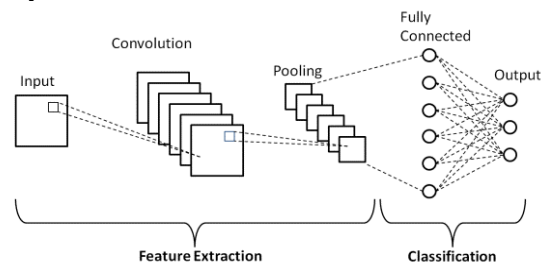 Fully
Connected
Convolution
Pooling
Output
Input
Feature Extraction
Classification